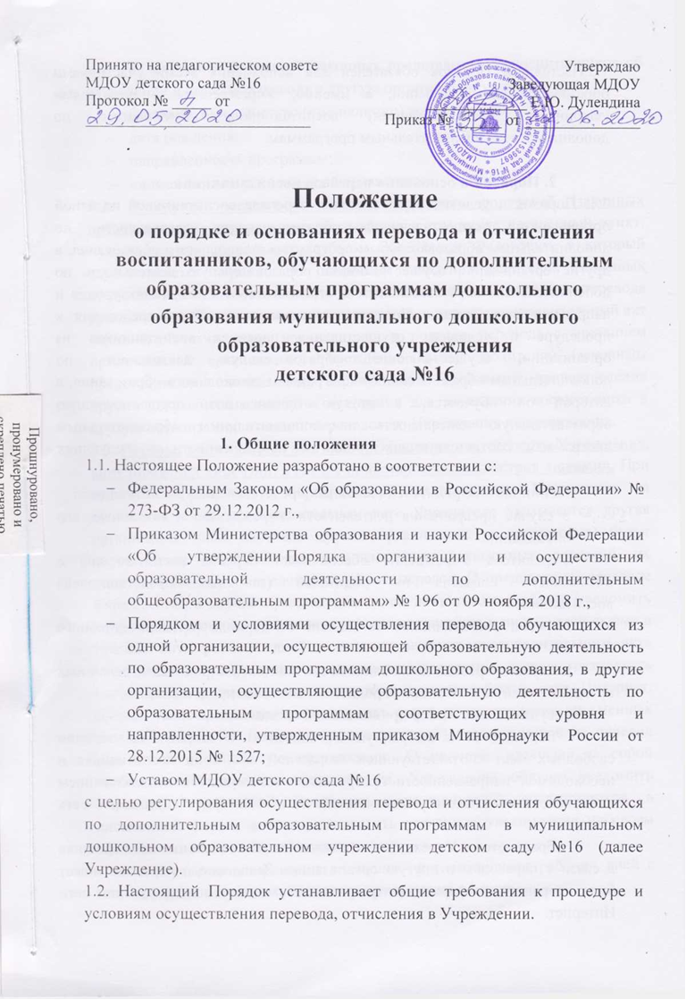 Принято на педагогическом совете
МДОУ детского сада №16
Протокол № 4 от
29.05.2020
Утверждаю
Заведующая МДОУ
Е.Ю. Дулендина
Приказ № от 06.2020
Положение
о порядке и основаниях перевода и отчисления
воспитанников, обучающихся по дополнительным
образовательным программам дошкольного
образования муниципального дошкольного
образовательного учреждения
детского сада №16
Прошнуровано,
пронумеровано и
скреплено печатью
1. Общие положения
1.1. Настоящее Положение разработано в соответствии с:
– Федеральным Законом «Об образовании в Российской Федерации» №
273-ФЗ от 29.12.2012 г.,
– Приказом Министерства образования и науки Российской Федерации
«Об утверждении Порядка организации и осуществления
образовательной деятельности по дополнительным
общеобразовательным программам» № 196 от 09 ноября 2018 г.,
– Порядком и условиями осуществления перевода обучающихся из
одной организации, осуществляющей образовательную деятельность
по образовательным программам дошкольного образования, в другие
организации, осуществляющие образовательную деятельность по
образовательным программам соответствующих уровня и
направленности, утвержденным приказом Минобрнауки России от
28.12.2015 № 1527;
– Уставом МДОУ детского сада №16
с целью регулирования осуществления перевода и отчисления обучающихся
по дополнительным образовательным программам в муниципальном
дошкольном образовательном учреждении детском саду №16 (далее
Учреждение).
1.2. Настоящий Порядок устанавливает общие требования к процедуре и
условиям осуществления перевода, отчисления в Учреждении.